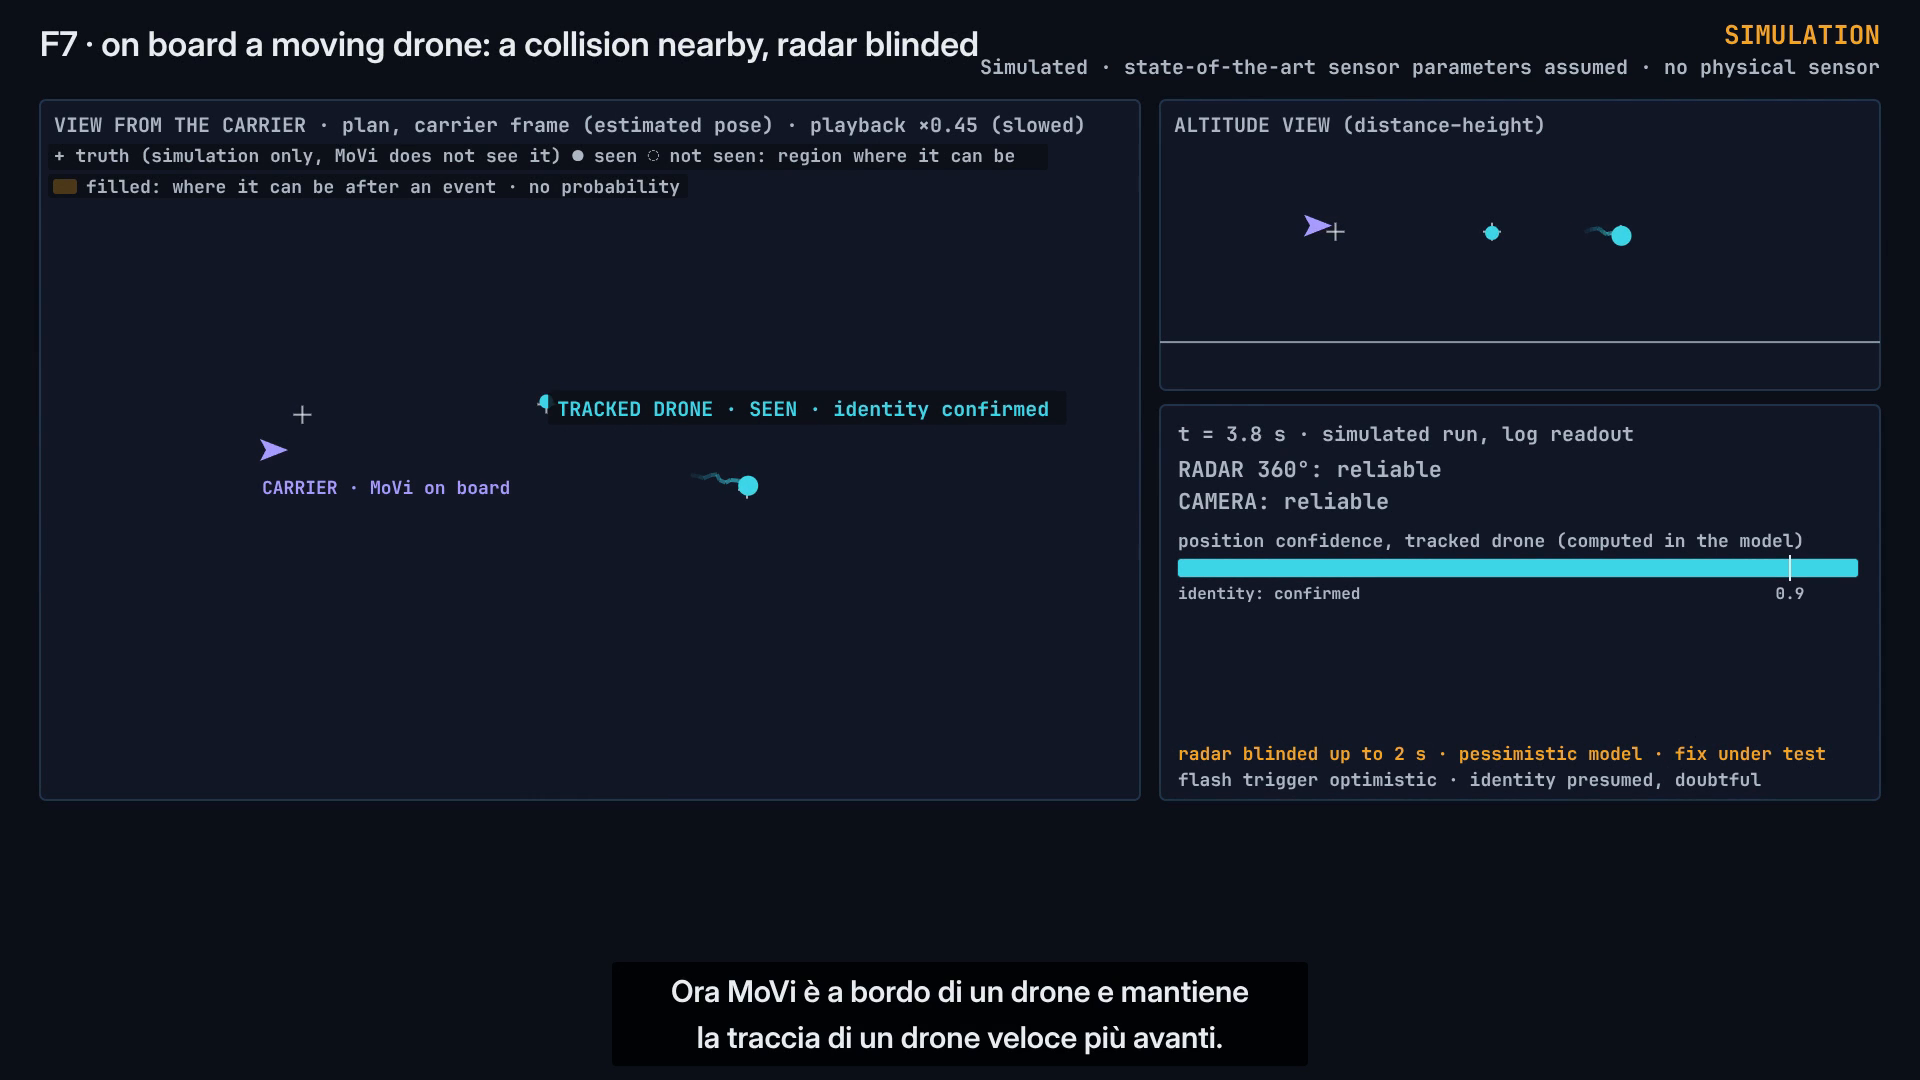 F7 · on board a moving drone: a collision nearby, radar blinded
SIMULATION
Simulated · state-of-the-art sensor parameters assumed · no physical sensor
VIEW FROM THE CARRIER · plan, carrier frame (estimated pose) · playback ×0.45 (slowed)
+ truth (simulation only, MoVi does not see it) ● seen ◌ not seen: region where it can be
filled: where it can be after an event · no probability
TRACKED DRONE · SEEN · identity confirmed
CARRIER · MoVi on board
ALTITUDE VIEW (distance-height)
t = 3.8 s · simulated run, log readout
RADAR 360°: reliable
CAMERA: reliable
position confidence, tracked drone (computed in the model)
identity: confirmed
0.9
radar blinded up to 2 s · pessimistic model · fix under test
flash trigger optimistic · identity presumed, doubtful
Ora MoVi è a bordo di un drone e mantiene
la traccia di un drone veloce più avanti.